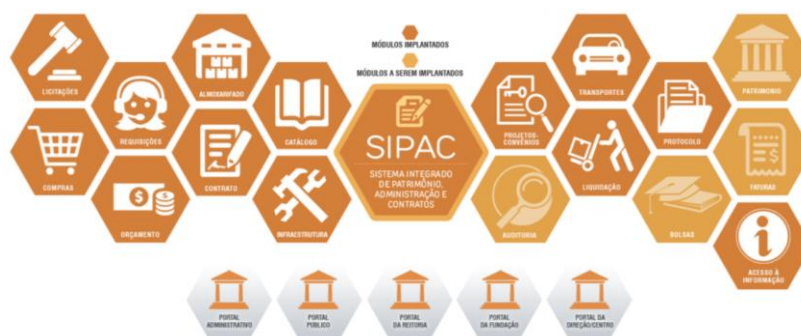 MÓDULOS IMPLANTADOS
MÓDULOS A SEREM IMPLANTADOS
LICITAÇÕES
ALMOXARIFADO
TRANSPORTES
PATRIMÔNIO
REQUISIÇÕES
CATÁLOGO
PROJETOS-
CONVÊNIOS
PROTOCOLO
SIPAC
SISTEMA INTEGRADO
DE PATRIMÔNIO,
ADMINISTRAÇÃO E
CONTRATOS
COMPRAS
CONTRATO
LIQUIDAÇÃO
FATURAS
ORÇAMENTO
INFRAESTRUTURA
AUDITORIA
BOLSAS
ACESSO À
INFORMAÇÃO
PORTAL
ADMINISTRATIVO
PORTAL
PÚBLICO
PORTAL
DA REITORIA
PORTAL
DA FUNDAÇÃO
PORTAL DA
DIREÇÃO/CENTRO